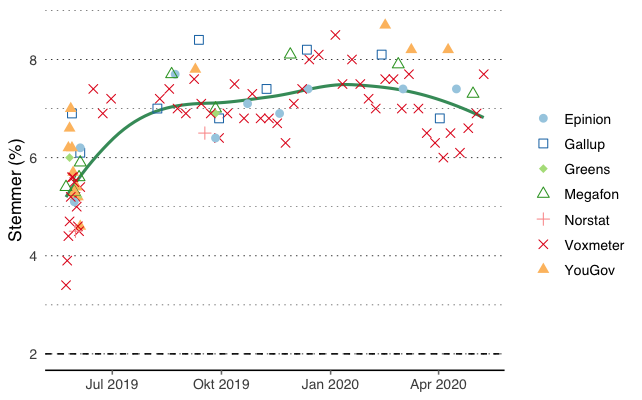 Stemmer (%)
8
6
4
2
Jul 2019
Okt 2019
Jan 2020
Apr 2020
Epinion
Gallup
Greens
Megafon
Norstat
Voxmeter
YouGov